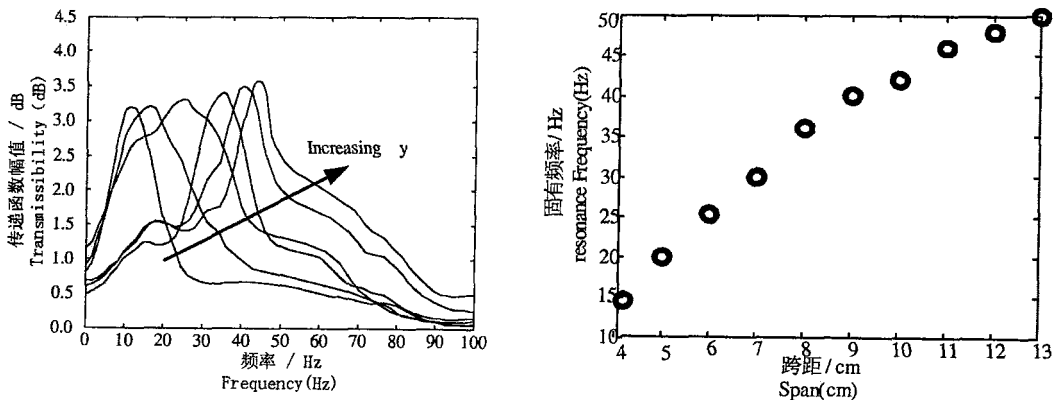 4.5
4.0
3.5
3.0
2.5
2.0
1.5
1.0
0.5
0.0
传递函数幅值 / dB
Transmissibility (dB)
Increasing y
0 10 20 30 40 50 60 70 80 90 100
频率 / Hz
Frequency(Hz)
50
45
40
35
30
25
20
15
10
固有频率/Hz
resonance Frequency(Hz)
4 5 6 7 8 9 10 11 12 13
跨距/cm
Span(cm)